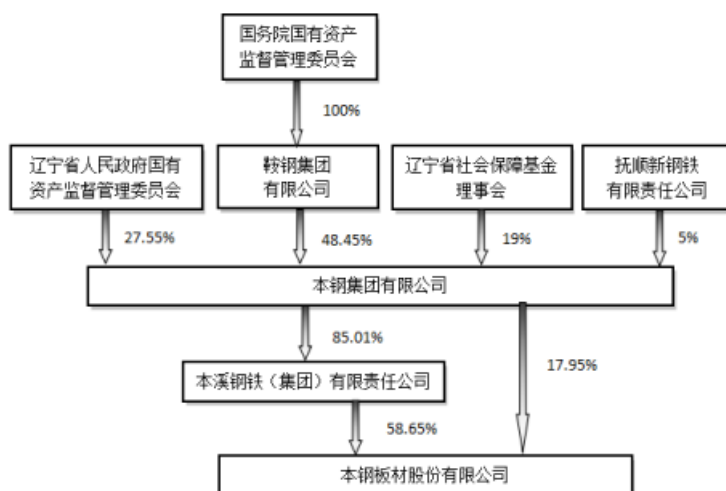 国务院国有资产
监督管理委员会
100%
辽宁省人民政府国有
资产监督管理委员会
鞍钢集团
有限公司
辽宁省社会保障基金
理事会
抚顺新钢铁
有限责任公司
27.55%
48.45%
19%
5%
本钢集团有限公司
85.01%
17.95%
本溪钢铁（集团）有限责任公司
58.65%
本钢板材股份有限公司